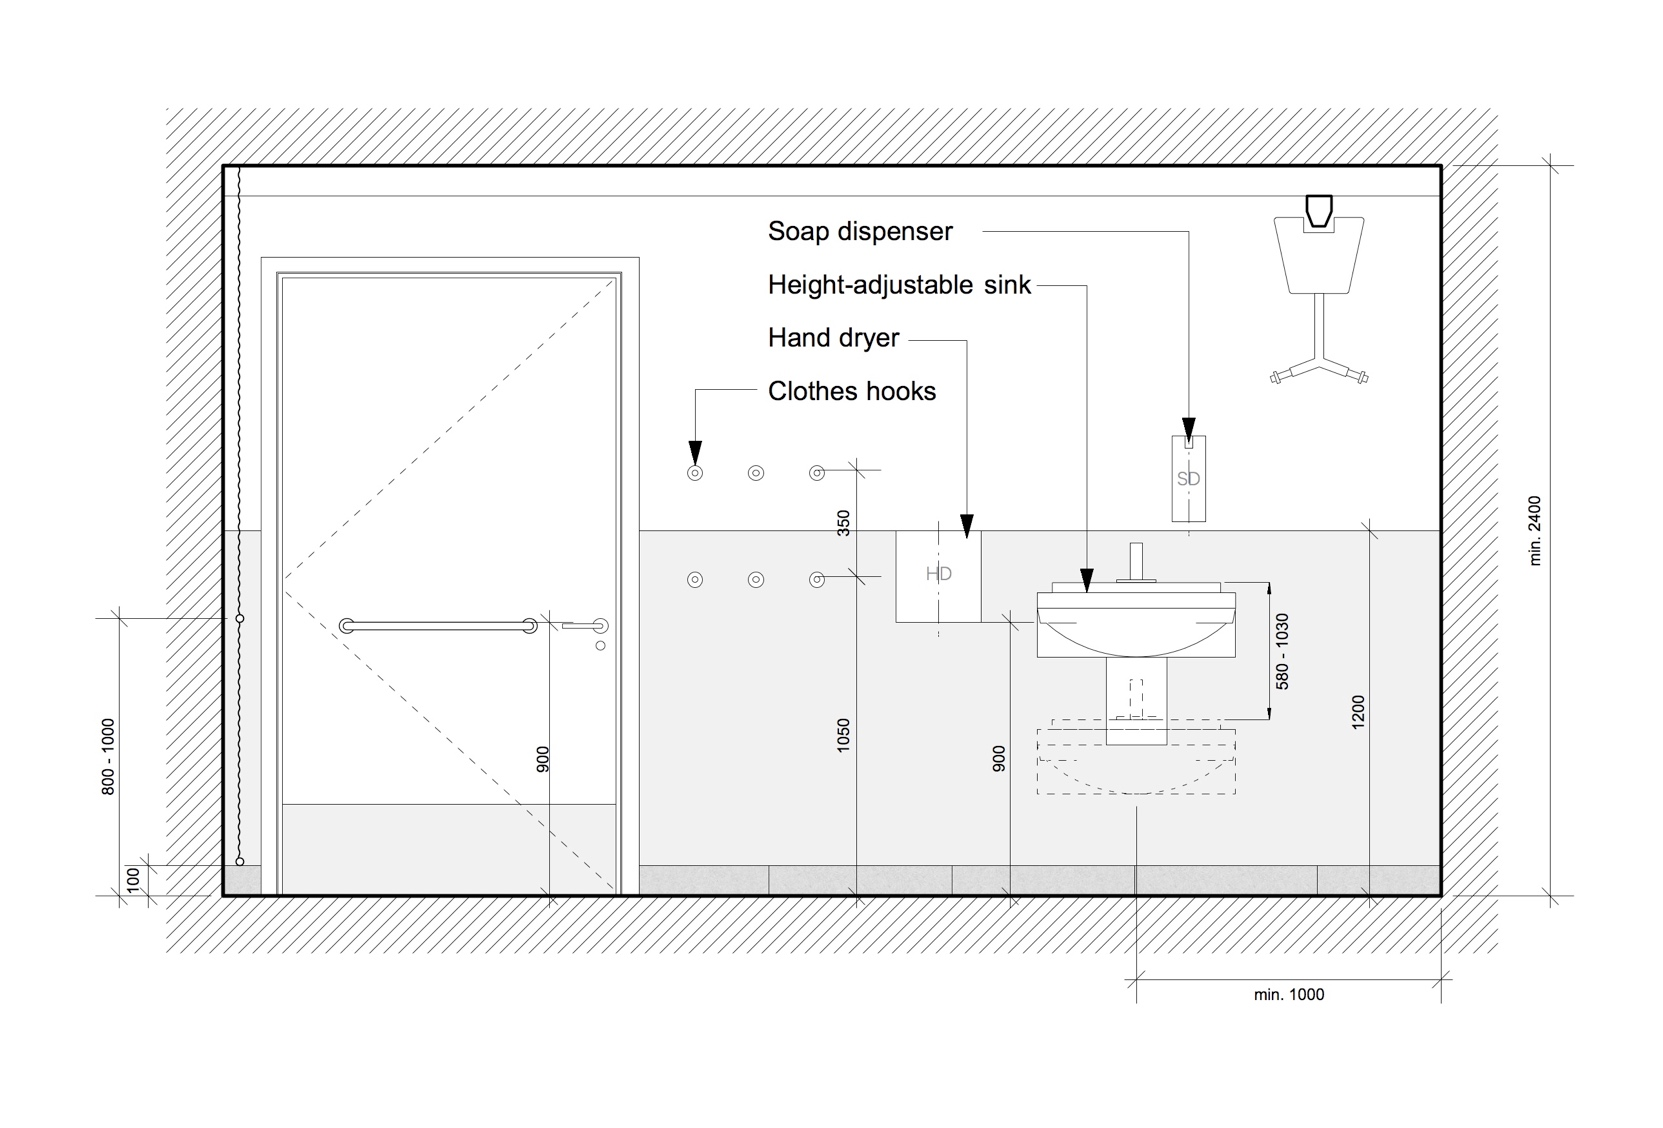 Soap dispenser
Height-adjustable sink
Hand dryer
Clothes hooks
SD
HD
350
1050
900
900
580 - 1030
1200
min. 2400
800 - 1000
100
min. 1000